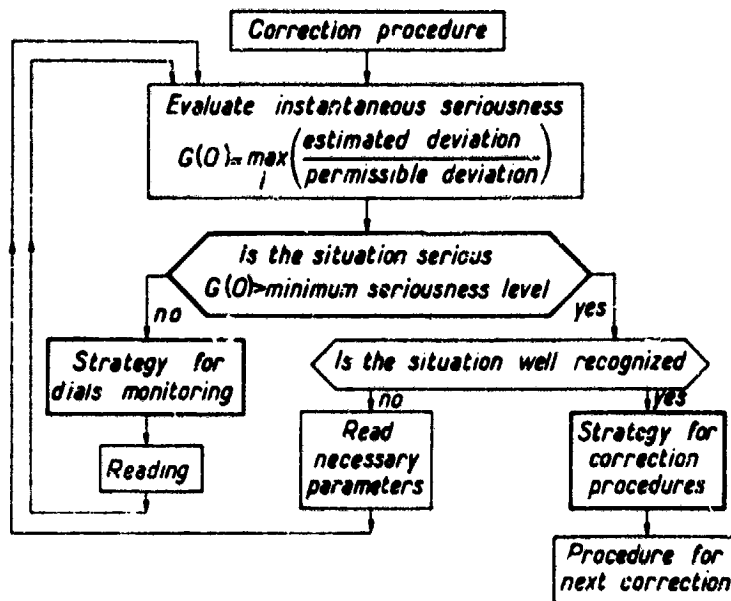 Correction procedure
Evaluate instantaneous seriousness
G(0)=max i (estimated deviation / permissible deviation)
Is the situation serious
G(0)>minimum seriousness level
no
yes
Strategy for
dials monitoring
Is the situation well recognized
no
yes
Reading
Read
necessary
parameters
Strategy for
correction
procedures
Procedure for
next correction